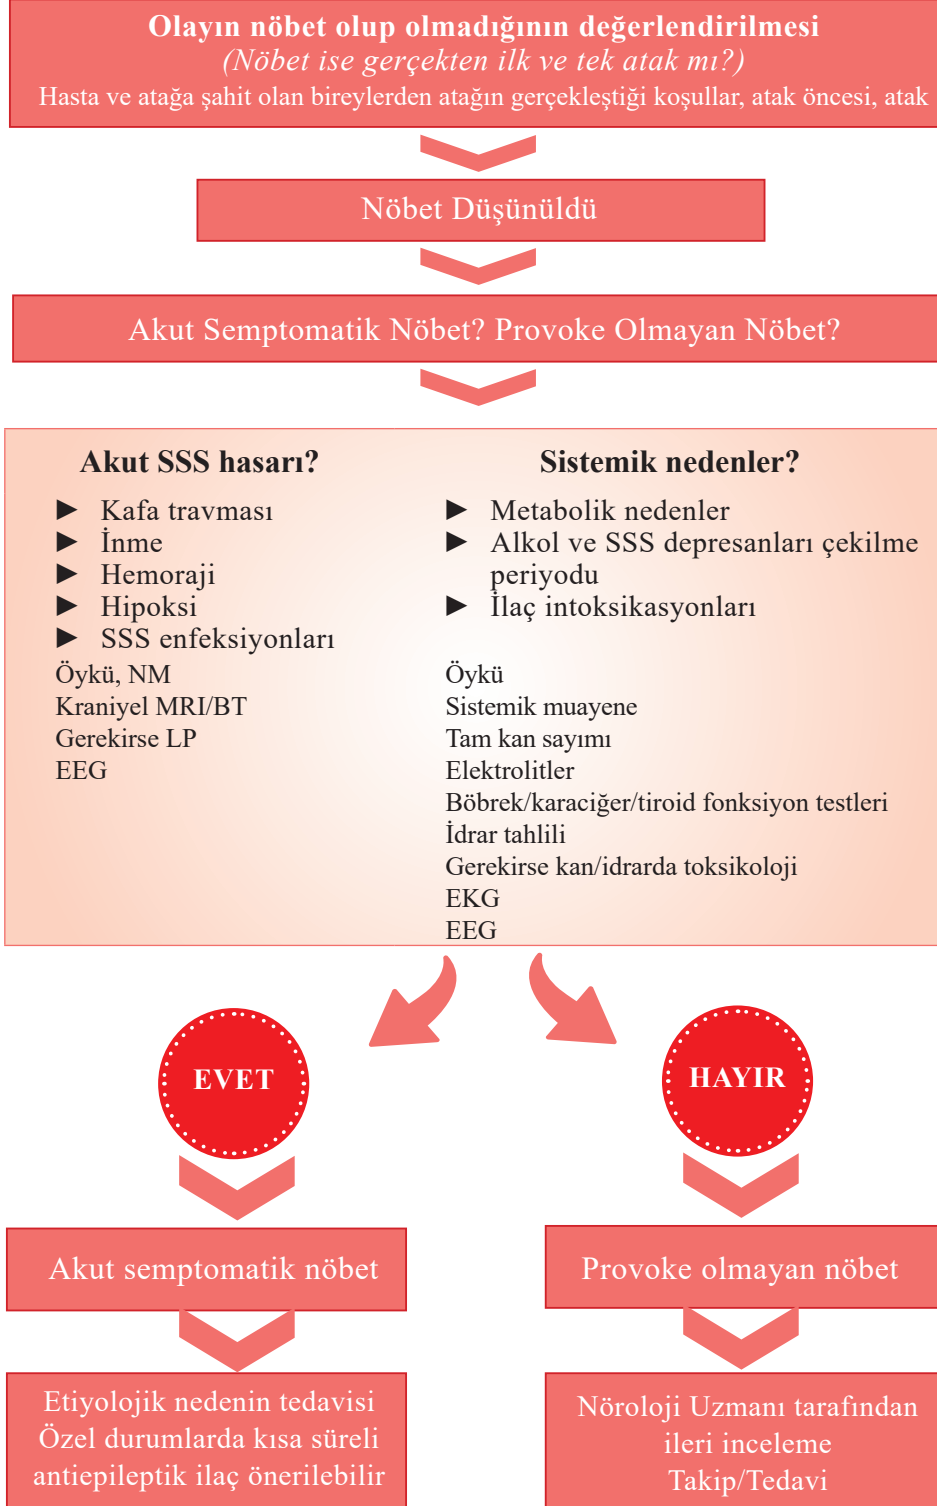 Olayın nöbet olup olmadığının değerlendirilmesi
(Nöbet ise gerçekten ilk ve tek atak mı?)
Hasta ve atağa şahit olan bireylerden atağın gerçekleştiği koşullar, atak öncesi, atak
Nöbet Düşünüldü
Akut Semptomatik Nöbet? Provoke Olmayan Nöbet?
Akut SSS hasarı?
► Kafa travması
► İnme
► Hemoraji
► Hipoksi
► SSS enfeksiyonları
Öykü, NM
Kraniyel MRI/BT
Gerekirse LP
EEG
Sistemik nedenler?
► Metabolik nedenler
► Alkol ve SSS depresanları çekilme
periyodu
► İlaç intoksikasyonları
Öykü
Sistemik muayene
Tam kan sayımı
Elektrolitler
Böbrek/karaciğer/tiroid fonksiyon testleri
İdrar tahlili
Gerekirse kan/idrarda toksikoloji
EKG
EEG
EVET
Akut semptomatik nöbet
Etiyolojik nedenin tedavisi
Özel durumlarda kısa süreli
antiepileptik ilaç önerilebilir
HAYIR
Provoke olmayan nöbet
Nöroloji Uzmanı tarafından
ileri inceleme
Takip/Tedavi